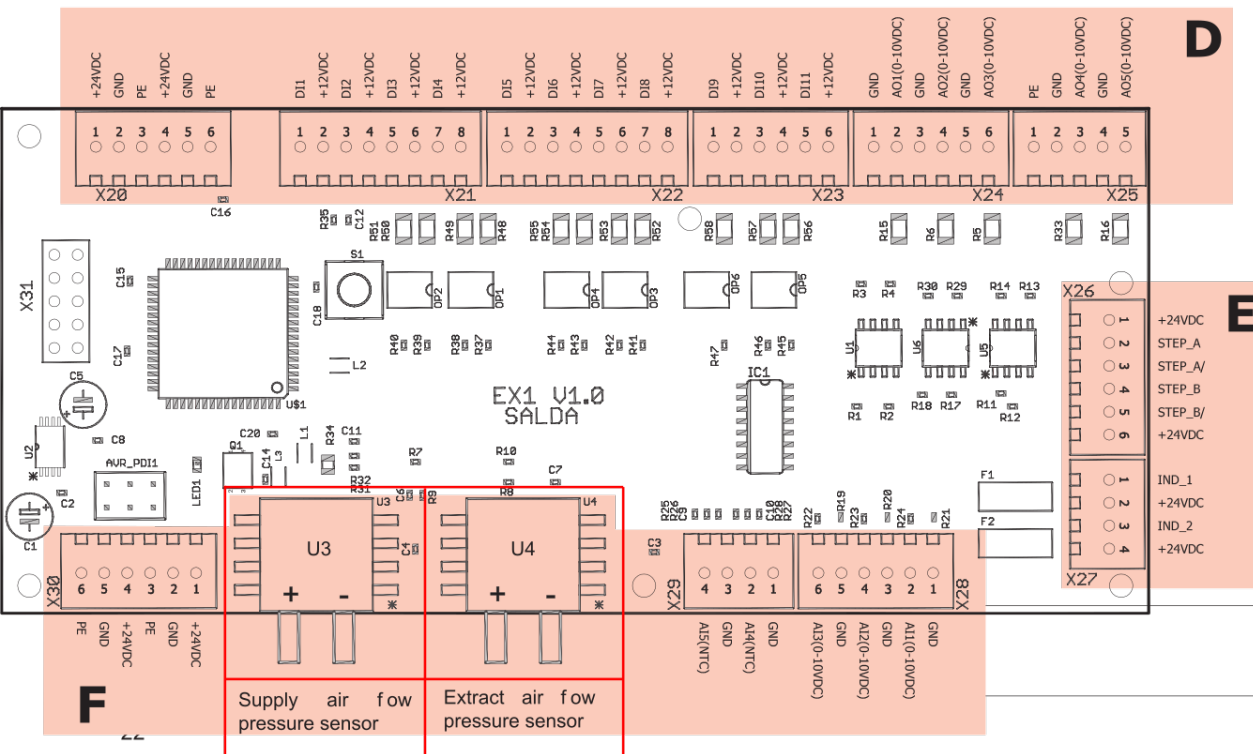 D
+24VDC GND PE +24VDC GND PE
DI1 +12VDC DI2 +12VDC DI3 +12VDC DI4 +12VDC
DI5 +12VDC DI6 +12VDC DI7 +12VDC DI8 +12VDC
DI9 +12VDC DI10 +12VDC DI11 +12VDC
GND AO1(0-10VDC) GND AO2(0-10VDC) GND AO3(0-10VDC)
PE GND AO4(0-10VDC) GND AO5(0-10VDC)
1 2 3 4 5 6
1 2 3 4 5 6 7 8
1 2 3 4 5 6 7 8
1 2 3 4 5 6
1 2 3 4 5 6
1 2 3 4 5
X20 X21 X22 X23 X24 X25
C16 R35 C12 R51 R50 R49 R48 R55 R54 R53 R52 R58 R57 R56 R15 R6 R5 R33 R16
X31 C15 S1 C18 OP2 OP1 OP4 OP3 OP6 OP5 R3 R4 R30 R29 R14 R13
X26
E
1 +24VDC
2 STEP_A
3 STEP_A/
4 STEP_B
5 STEP_B/
6 +24VDC
C17 R40 R39 R38 R37 R44 R43 R42 R41 R47 R46 R45 U1 U6 U5
L2 IC1
C5 U$1 R1 R2 R18 R17 R11 R12
EX1 V1.0
SALDA
U2 C8 C20 L1 R34 C11
Q1 C14 L3 R7 R10
AVR_PDI1 LED1 R32
R31 R8 C7
C2 C1 C6 R9 U3 U4
R25 R26 C9 C10 R28 R27 R22 R19 R23 R20 R24 R21
F1
F2
1 IND_1
2 +24VDC
3 IND_2
4 +24VDC
X27
U3 C4 U4 C3
+ - + -
X30 6 5 4 3 2 1
X29 4 3 2 1
6 5 4 3 2 1 X28
PE GND +24VDC PE GND +24VDC
AI5(NTC) GND AI4(NTC) GND
AI3(0-10VDC) GND AI2(0-10VDC) GND AI1(0-10VDC) GND
F
Supply air flow
pressure sensor
Extract air flow
pressure sensor